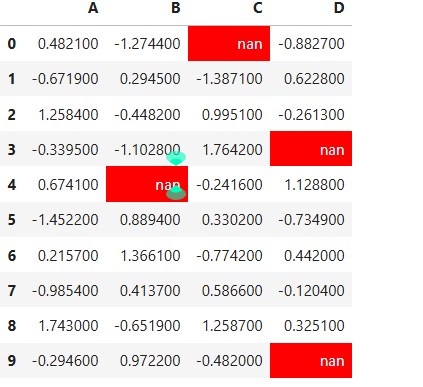 A B C D
0 0.482100 -1.274400 nan -0.882700
1 -0.671900 0.294500 -1.387100 0.622800
2 1.258400 -0.448200 0.995100 -0.261300
3 -0.339500 -1.102800 1.764200 nan
4 0.674100 nan -0.241600 1.128800
5 -1.452200 0.889400 0.330200 -0.734900
6 0.215700 1.366100 -0.774200 0.442000
7 -0.985400 0.413700 0.586600 -0.120400
8 1.743000 -0.651900 1.258700 0.325100
9 -0.294600 0.972200 -0.482000 nan